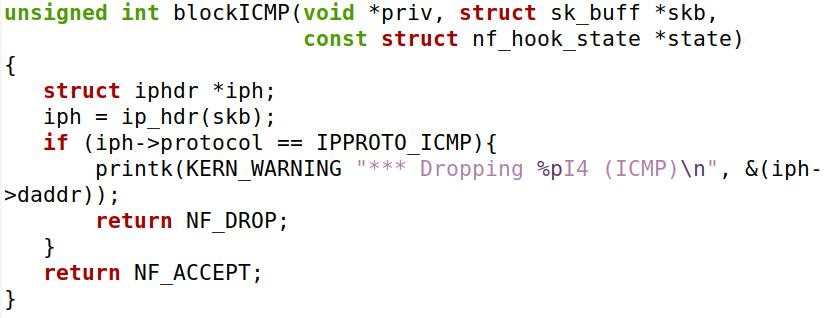 unsigned int blockICMP(void *priv, struct sk_buff *skb,
                       const struct nf_hook_state *state)
{
   struct iphdr *iph;
   iph = ip_hdr(skb);
   if (iph->protocol == IPPROTO_ICMP){
       printk(KERN_WARNING "*** Dropping %pI4 (ICMP)\n", &(iph-
>daddr));
       return NF_DROP;
   }
   return NF_ACCEPT;
}